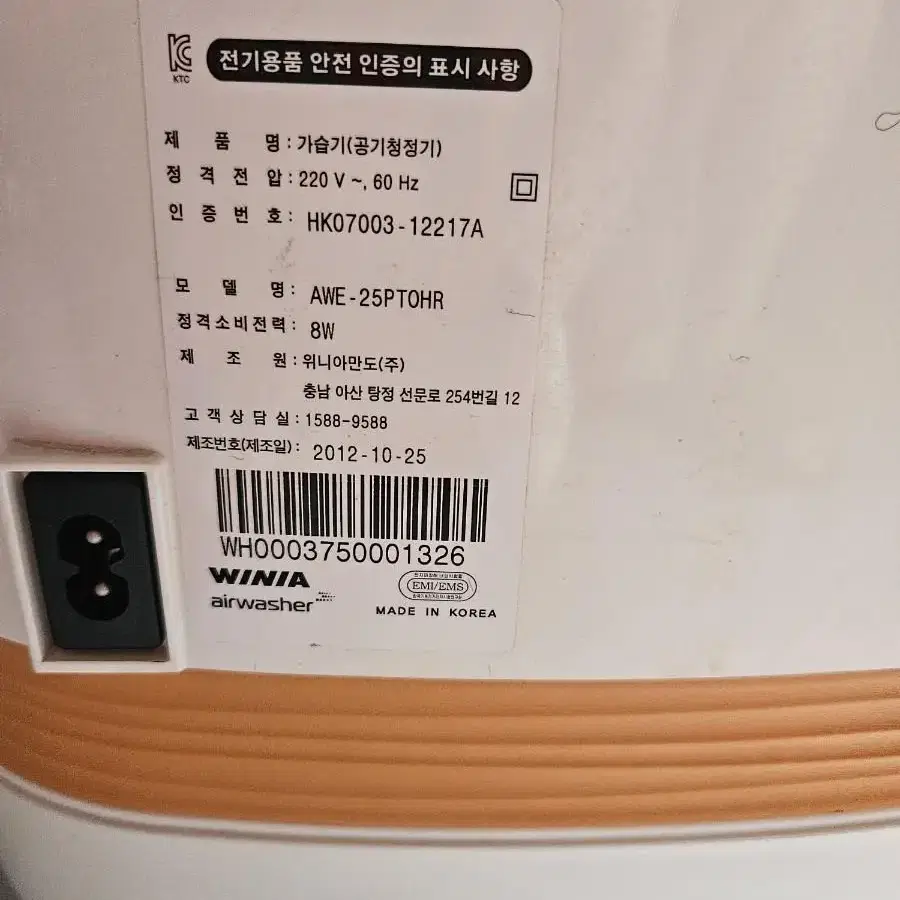 KTC
전기용품 안전 인증의 표시 사항
제 품 명 : 가습기(공기청정기)
정 격 전 압 : 220 V ~, 60 Hz
인 증 번 호 : HK07003-12217A
모 델 명 : AWE-25PTOHR
정격소비전력 : 8W
제 조 원 : 위니아만도(주)
충남 아산 탕정 선문로 254번길 12
고 객 상 담 실 : 1588-9588
제조번호(제조일) : 2012-10-25
WH0003750001326
WINIA
airwasher
EMI/EMS
MADE IN KOREA